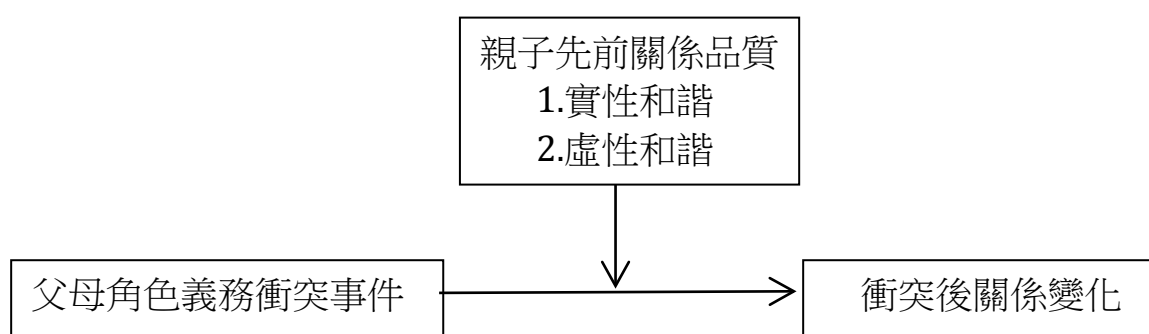 親子先前關係品質
1.實性和諧
2.虛性和諧
父母角色義務衝突事件
衝突後關係變化